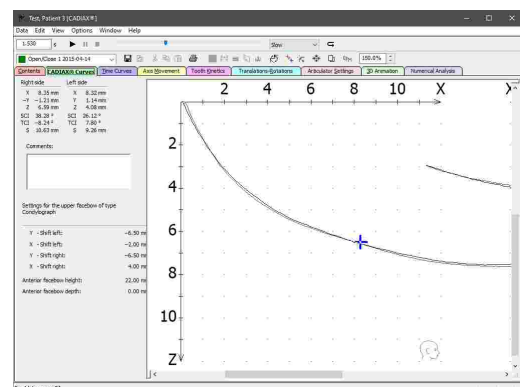 Test, Patient 3 [CADIAX®]
Data Edit View Options Window Help
1-530 s Slow
Open/Close 1 2015-04-14 150.0%
Contents CADIAX® Curves Time Curves Axis Movement Tooth Kinetics Translations-Rotations Articulator Settings 3D Animation Numerical Analysis
Right side Left side
X 8.35 mm X 8.32 mm
-Y -1.21 mm Y 1.14 mm
Z 6.59 mm Z 4.08 mm
SCI 38.28 ° SCI 26.12 °
TCI -8.24 ° TCI 7.80 °
S 10.63 mm S 9.26 mm
Comments:
Settings for the upper facebow of type
Condylograph
Y - Shift left: -6.50 m
X - Shift left: -2.00 m
Y - Shift right: -6.50 m
X - Shift right: 4.00 m
Anterior facebow height: 22.00 m
Anterior facebow depth: 0.00 m
2 4 6 8 10 X
2
4
6
8
10
Z